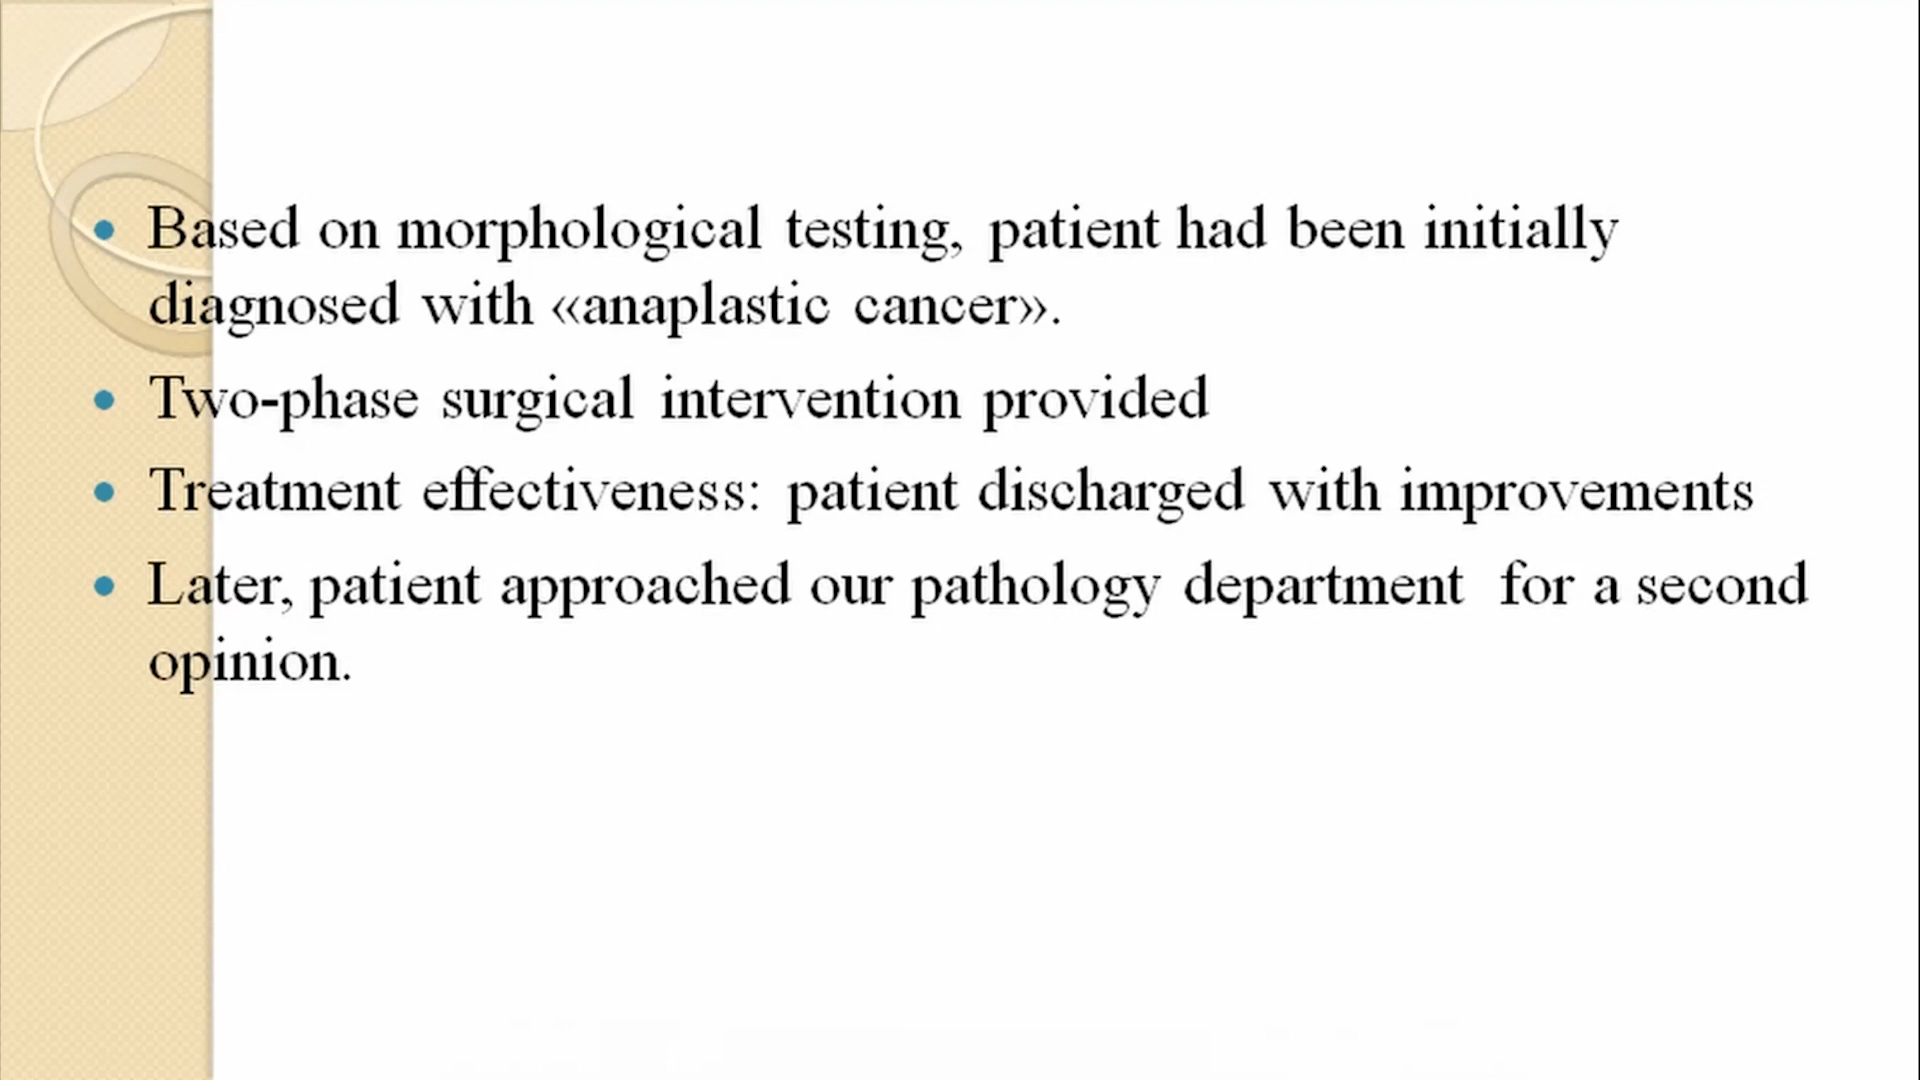 • Based on morphological testing, patient had been initially
diagnosed with «anaplastic cancer».
• Two-phase surgical intervention provided
• Treatment effectiveness: patient discharged with improvements
• Later, patient approached our pathology department for a second
opinion.